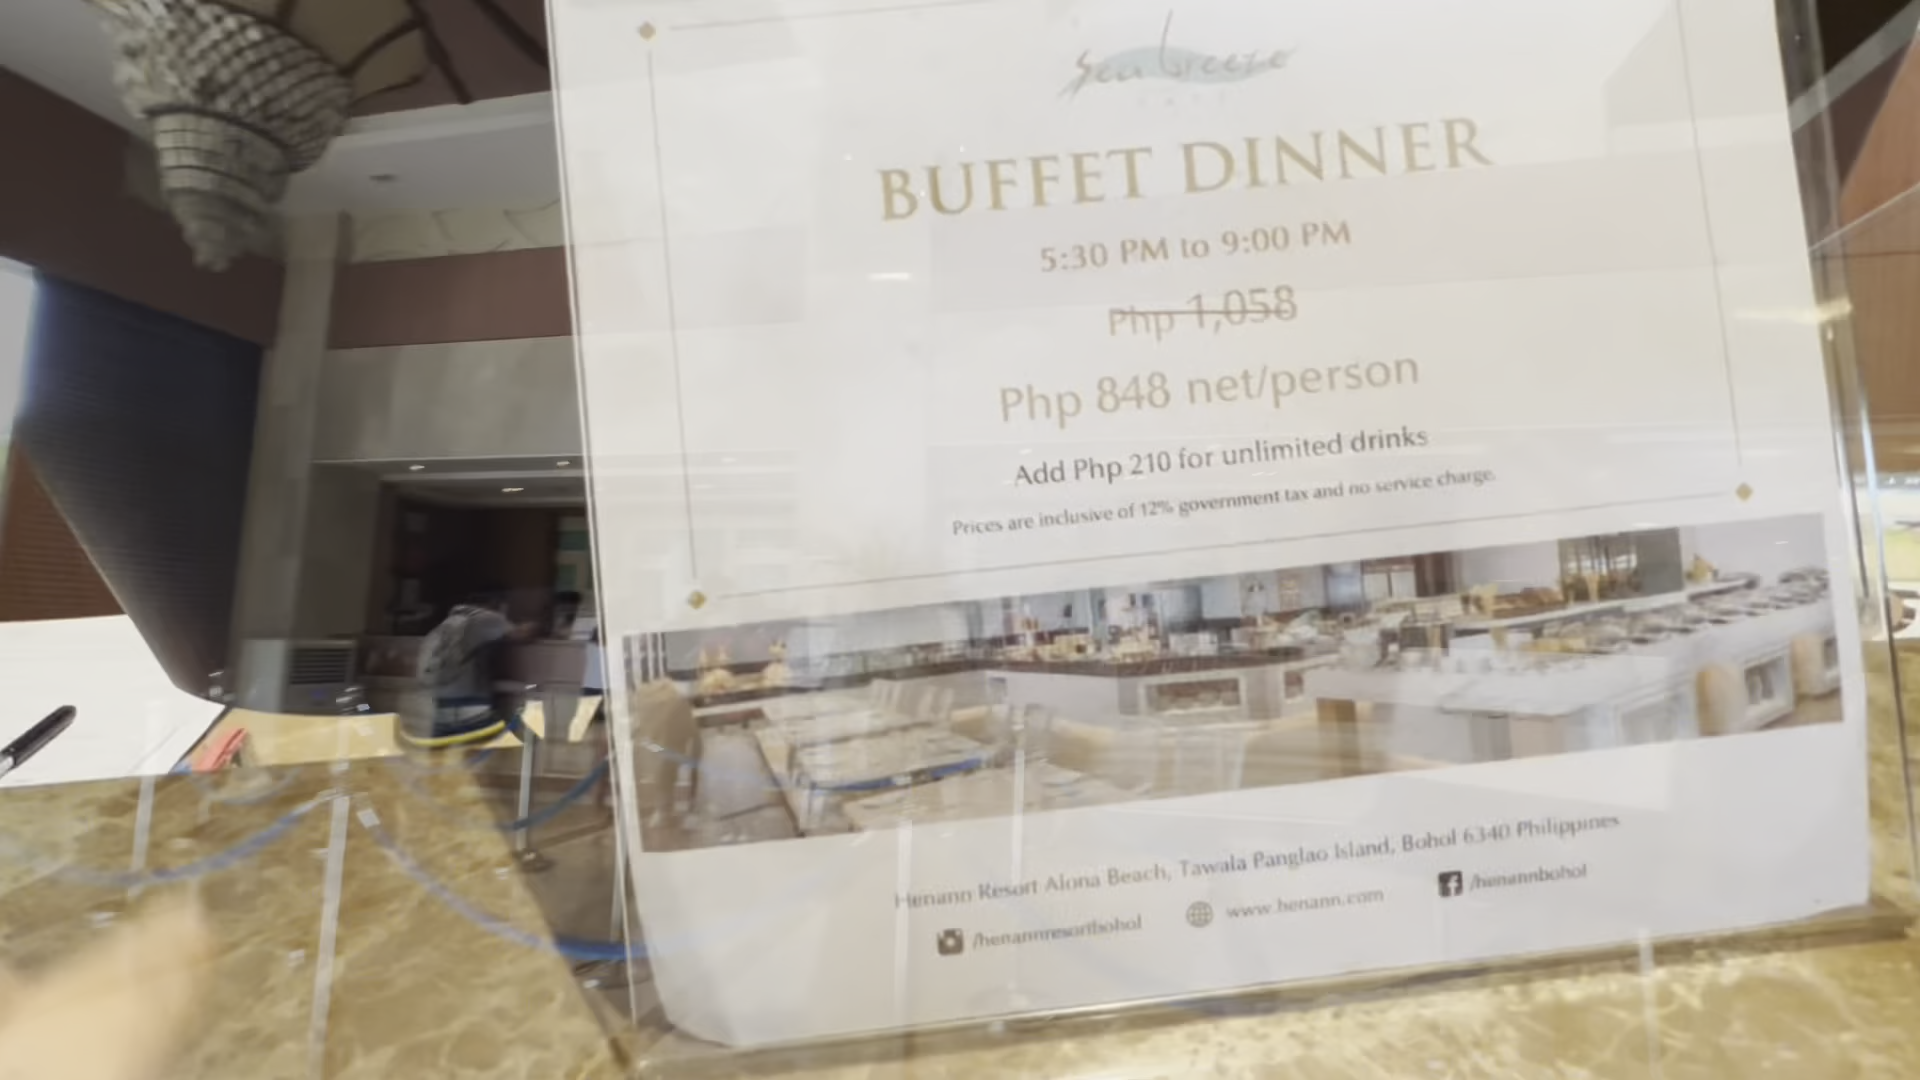 Sea Breeze
CAFE
BUFFET DINNER
5:30 PM to 9:00 PM
Php 1,058
Php 848 net/person
Add Php 210 for unlimited drinks
Prices are inclusive of 12% government tax and no service charge.
Henann Resort Alona Beach, Tawala Panglao Island, Bohol 6340 Philippines
/henannresortbohol www.henann.com /henannbohol